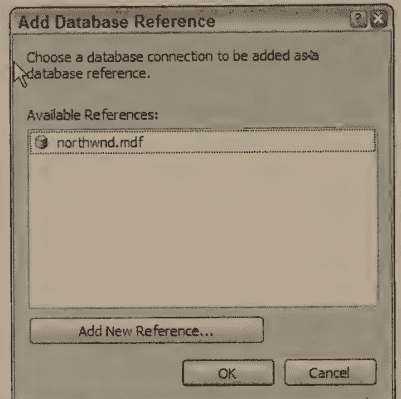 Add Database Reference
Choose a database connection to be added as a
database reference.
Available References:
northwnd.mdf
Add New Reference...
OK
Cancel